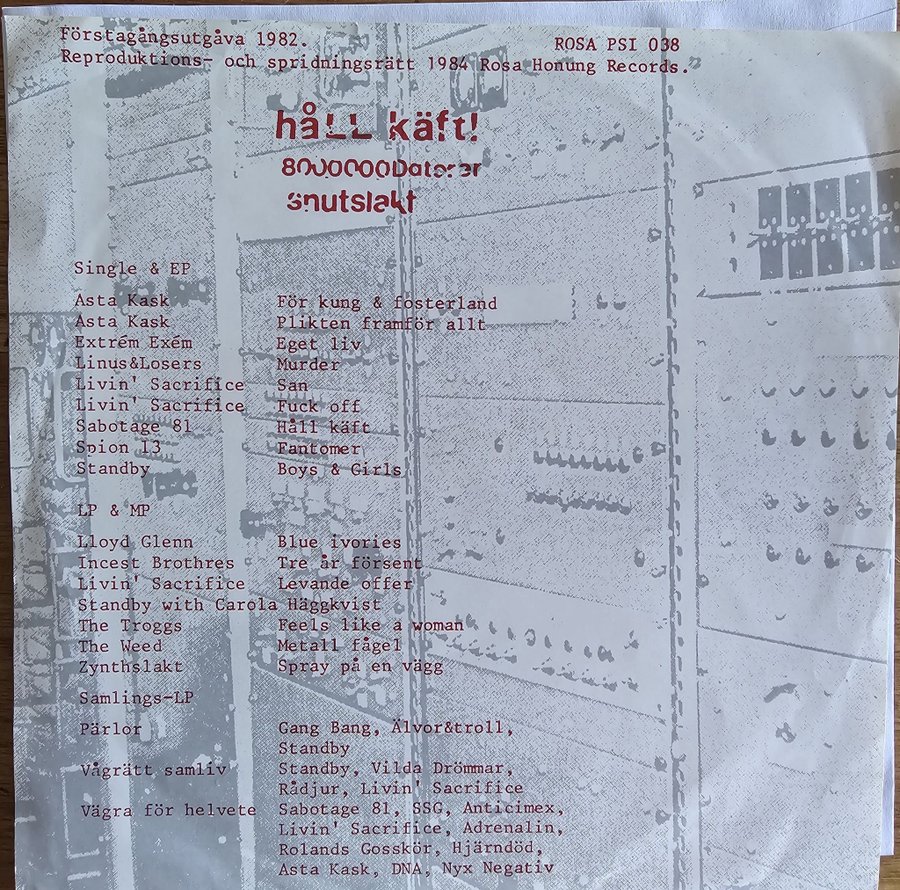 Förstagångsutgåva 1982. ROSA PSI 038
Reproduktions- och spridningsrätt 1984 Rosa Honung Records.
håLL käft!
8000000Datorer
snutslakt
Single & EP
Asta Kask För kung & fosterland
Asta Kask Plikten framför allt
Extrém Exém Eget liv
Linus&Losers Murder
Livin' Sacrifice San
Livin' Sacrifice Fuck off
Sabotage 81 Håll käft
Spion 13 Fantomer
Standby Boys & Girls
LP & MP
Lloyd Glenn Blue ivories
Incest Brothres Tre år försent
Livin' Sacrifice Levande offer
Standby with Carola Häggkvist
The Troggs Feels like a woman
The Weed Metall fågel
Zynthslakt Spray på en vägg
Samlings-LP
Pärlor Gang Bang, Älvor&troll,
Standby
Vågrätt samliv Standby, Vilda Drömmar,
Rådjur, Livin' Sacrifice
Vägra för helvete Sabotage 81, SSG, Anticimex,
Livin' Sacrifice, Adrenalin,
Rolands Gosskör, Hjärndöd,
Asta Kask, DNA, Nyx Negativ